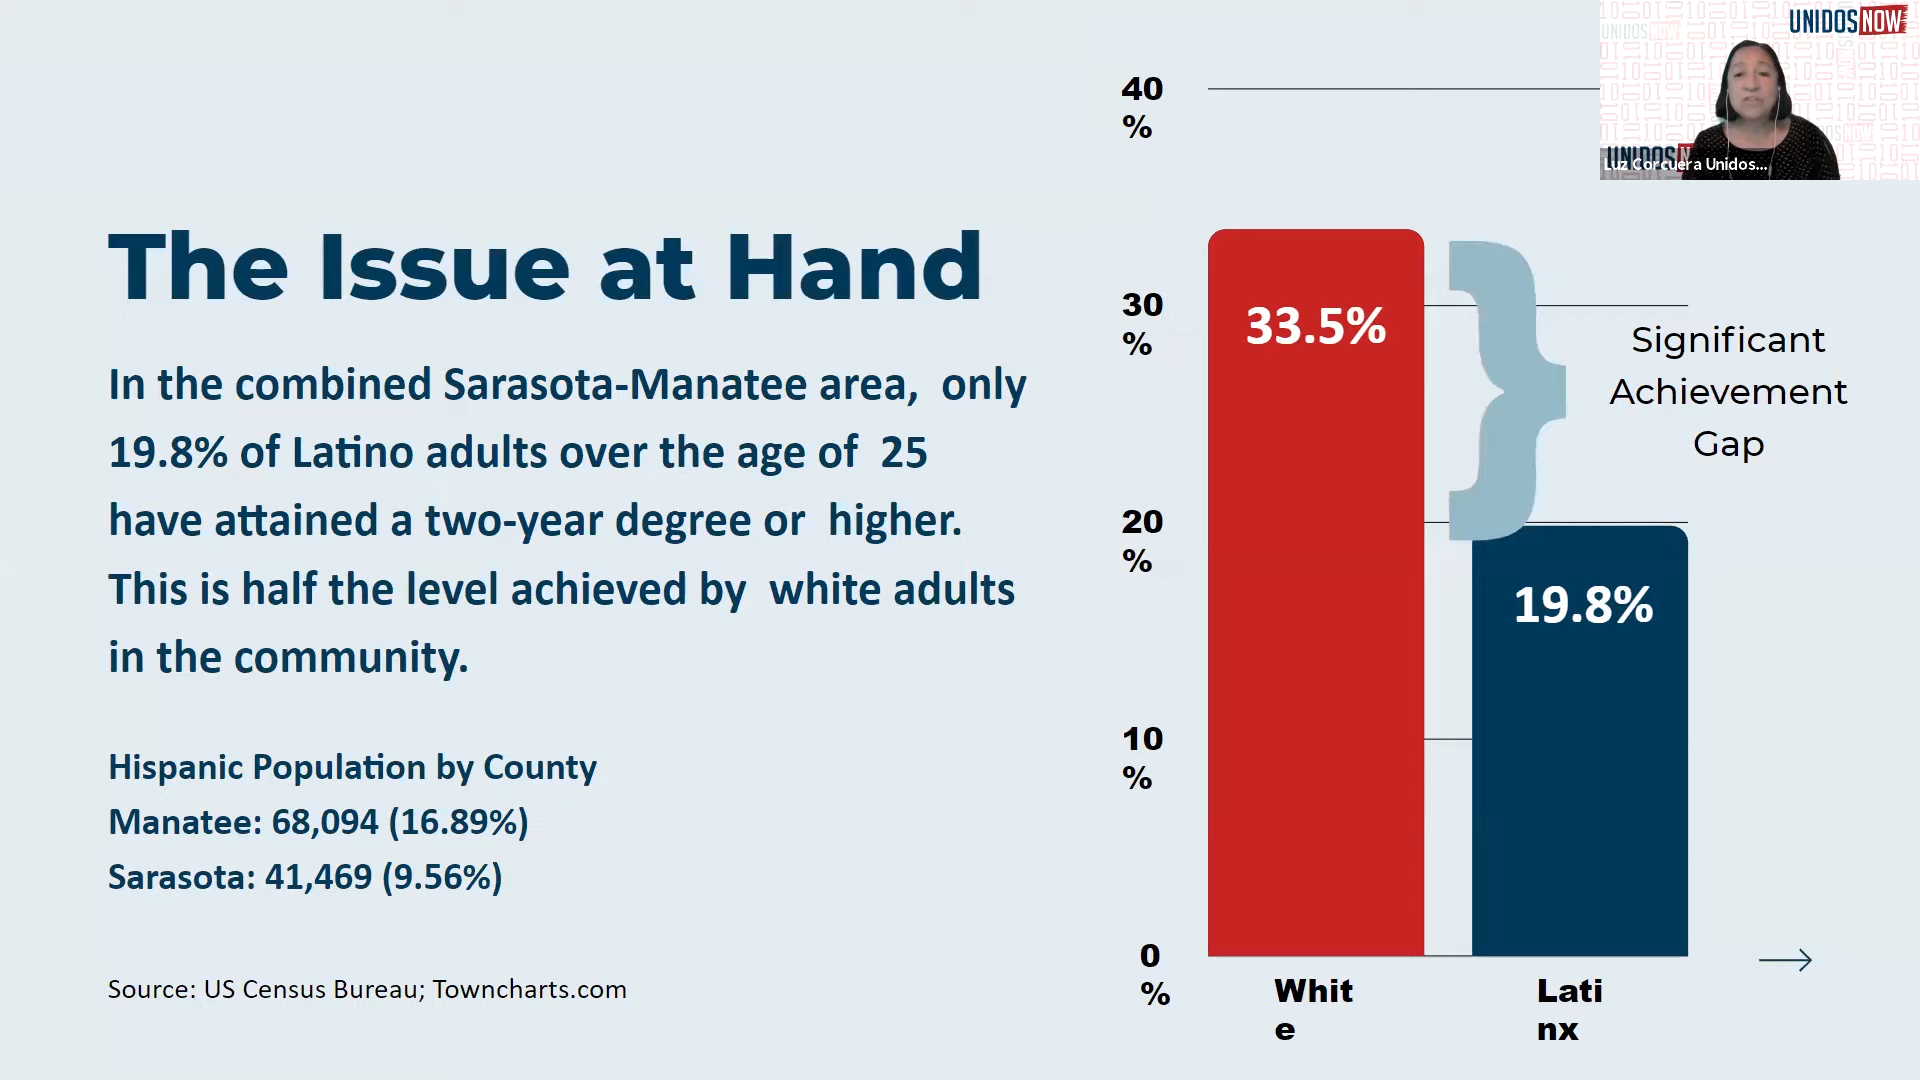 UNIDOSNOW
UNIDOSNOW
Luz Corcuera Unidos...
The Issue at Hand
In the combined Sarasota-Manatee area, only
19.8% of Latino adults over the age of 25
have attained a two-year degree or higher.
This is half the level achieved by white adults
in the community.
Hispanic Population by County
Manatee: 68,094 (16.89%)
Sarasota: 41,469 (9.56%)
Source: US Census Bureau; Towncharts.com
40
%
30
%
20
%
10
%
0
%
33.5%
19.8%
Significant
Achievement
Gap
Whit
e
Lati
nx